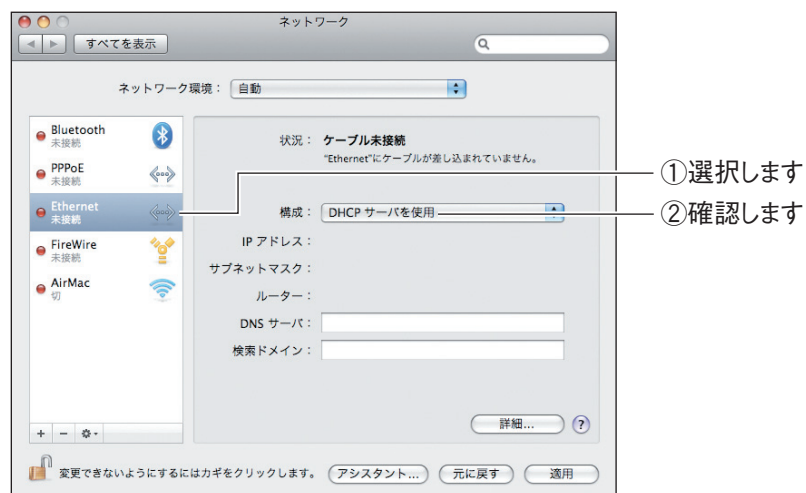 ネットワーク
すべてを表示
ネットワーク環境： 自動
Bluetooth
未接続
PPPoE
未接続
Ethernet
未接続
FireWire
未接続
AirMac
切
状況： ケーブル未接続
"Ethernet"にケーブルが差し込まれていません。
構成： DHCP サーバを使用
IP アドレス：
サブネットマスク：
ルーター：
DNS サーバ：
検索ドメイン：
詳細... ?
+ −
変更できないようにするにはカギをクリックします。 アシスタント... 元に戻す 適用
①選択します
②確認します